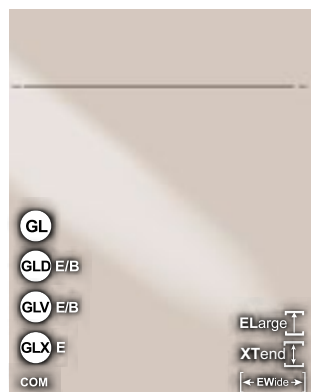 GL
GLD E/B
GLV E/B
GLX E
COM
ELarge
XTend
EWide